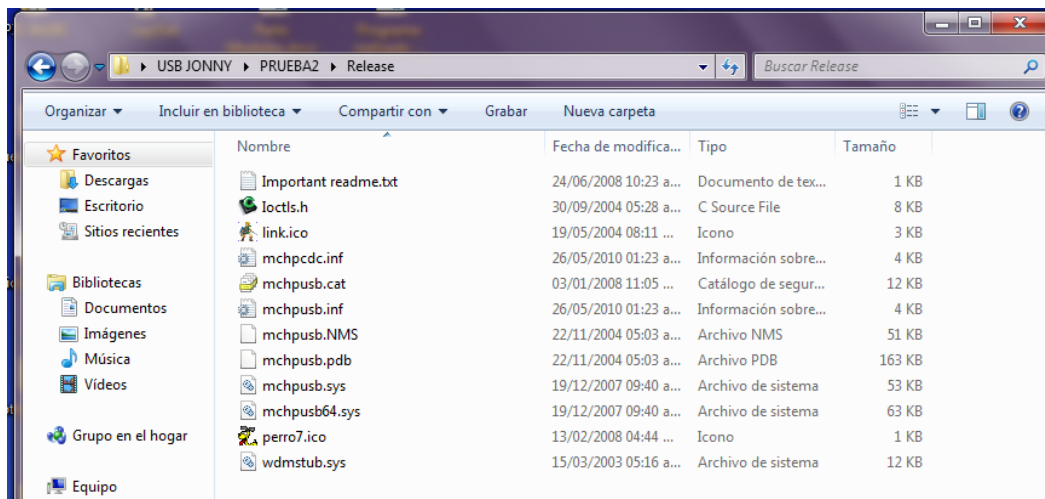 USB JONNY PRUEBA2 Release Buscar Release
Organizar Incluir en biblioteca Compartir con Grabar Nueva carpeta
Nombre Fecha de modifica... Tipo Tamaño
Favoritos
Descargas
Escritorio
Sitios recientes
Bibliotecas
Documentos
Imágenes
Música
Vídeos
Grupo en el hogar
Equipo
Important readme.txt 24/06/2008 10:23 a... Documento de tex... 1 KB
Ioctls.h 30/09/2004 05:28 a... C Source File 8 KB
link.ico 19/05/2004 08:11 ... Icono 3 KB
mchpcdc.inf 26/05/2010 01:23 a... Información sobre... 4 KB
mchpusb.cat 03/01/2008 11:05 ... Catálogo de segur... 12 KB
mchpusb.inf 26/05/2010 01:23 a... Información sobre... 4 KB
mchpusb.NMS 22/11/2004 05:03 a... Archivo NMS 51 KB
mchpusb.pdb 22/11/2004 05:03 a... Archivo PDB 163 KB
mchpusb.sys 19/12/2007 09:40 a... Archivo de sistema 53 KB
mchpusb64.sys 19/12/2007 09:40 a... Archivo de sistema 63 KB
perro7.ico 13/02/2008 04:44 ... Icono 1 KB
wdmstub.sys 15/03/2003 05:16 a... Archivo de sistema 12 KB